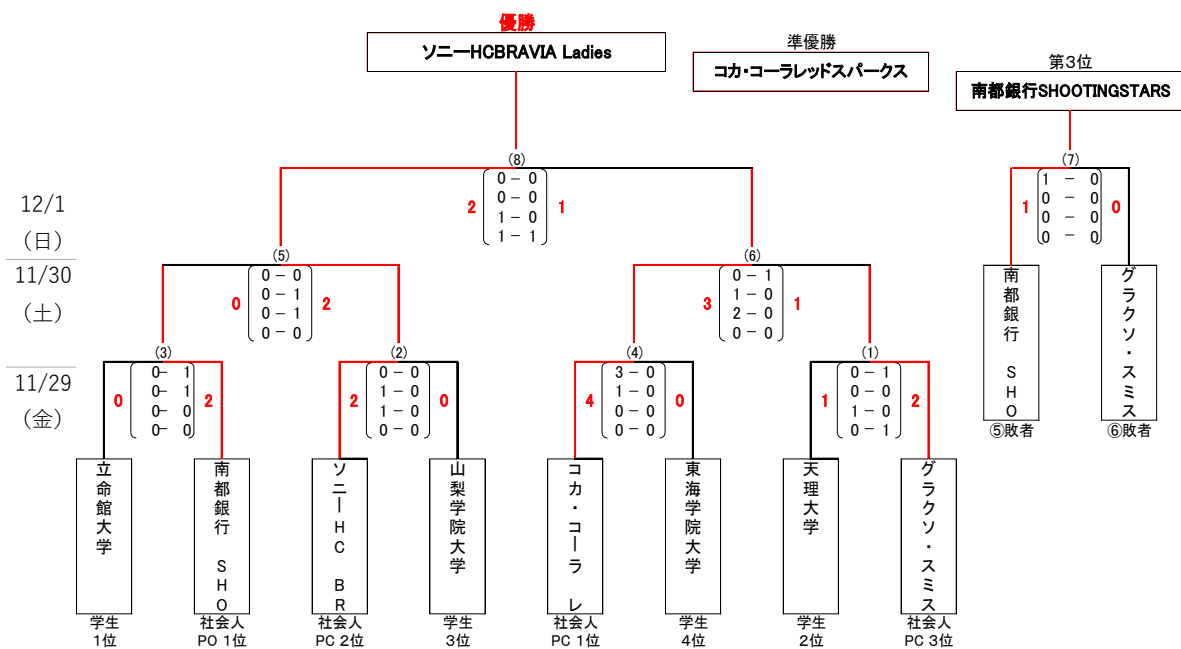 優勝
ソニーHCBRAVIA Ladies
準優勝
コカ・コーラレッドスパークス
第3位
南都銀行SHOOTINGSTARS
(8)
0-0
0-0
1-0
1-1
2
1
(7)
1 - 0
0 - 0
0 - 0
0 - 0
1
0
南都銀行 SHO
⑤敗者
グラクソ・スミス
⑥敗者
12/1
(日)
11/30
(土)
11/29
(金)
(5)
0-0
0-1
0-1
0-0
0
2
(6)
0-1
1-0
2-0
0-0
3
1
(3)
0- 1
0- 1
0- 0
0- 0
0
2
(2)
0-0
1-0
1-0
0-0
2
0
(4)
3-0
1-0
0-0
0-0
4
0
(1)
0-1
0-0
1-0
0-1
1
2
立命館大学
南都銀行 SHO
ソニーHC BR
山梨学院大学
コカ・コーラ レ
東海学院大学
天理大学
グラクソ・スミス
学生
1位
社会人
PO 1位
社会人
PC 2位
学生
3位
社会人
PC 1位
学生
4位
学生
2位
社会人
PC 3位